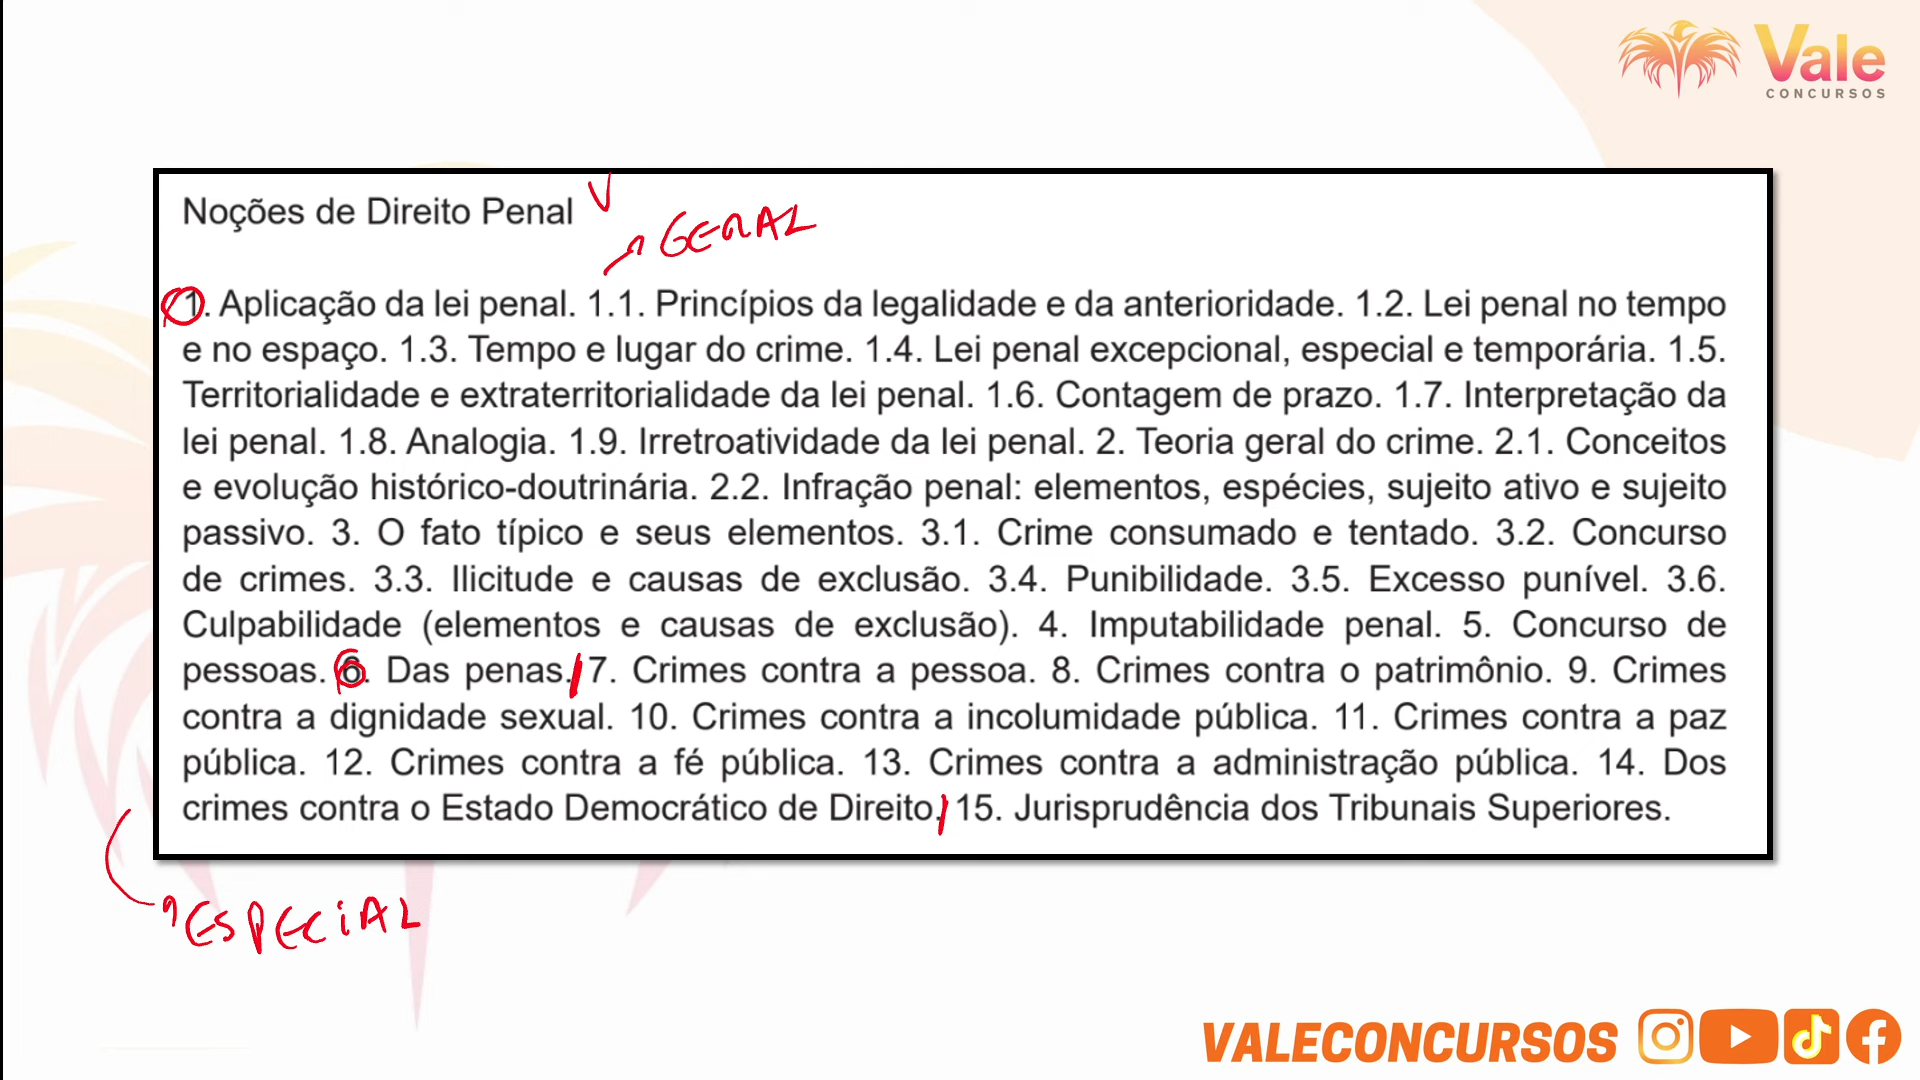 Vale
CONCURSOS
Noções de Direito Penal
GERAL
1. Aplicação da lei penal. 1.1. Princípios da legalidade e da anterioridade. 1.2. Lei penal no tempo
e no espaço. 1.3. Tempo e lugar do crime. 1.4. Lei penal excepcional, especial e temporária. 1.5.
Territorialidade e extraterritorialidade da lei penal. 1.6. Contagem de prazo. 1.7. Interpretação da
lei penal. 1.8. Analogia. 1.9. Irretroatividade da lei penal. 2. Teoria geral do crime. 2.1. Conceitos
e evolução histórico-doutrinária. 2.2. Infração penal: elementos, espécies, sujeito ativo e sujeito
passivo. 3. O fato típico e seus elementos. 3.1. Crime consumado e tentado. 3.2. Concurso
de crimes. 3.3. Ilicitude e causas de exclusão. 3.4. Punibilidade. 3.5. Excesso punível. 3.6.
Culpabilidade (elementos e causas de exclusão). 4. Imputabilidade penal. 5. Concurso de
pessoas. 6. Das penas. 7. Crimes contra a pessoa. 8. Crimes contra o patrimônio. 9. Crimes
contra a dignidade sexual. 10. Crimes contra a incolumidade pública. 11. Crimes contra a paz
pública. 12. Crimes contra a fé pública. 13. Crimes contra a administração pública. 14. Dos
crimes contra o Estado Democrático de Direito. 15. Jurisprudência dos Tribunais Superiores.
ESPECIAL
VALECONCURSOS